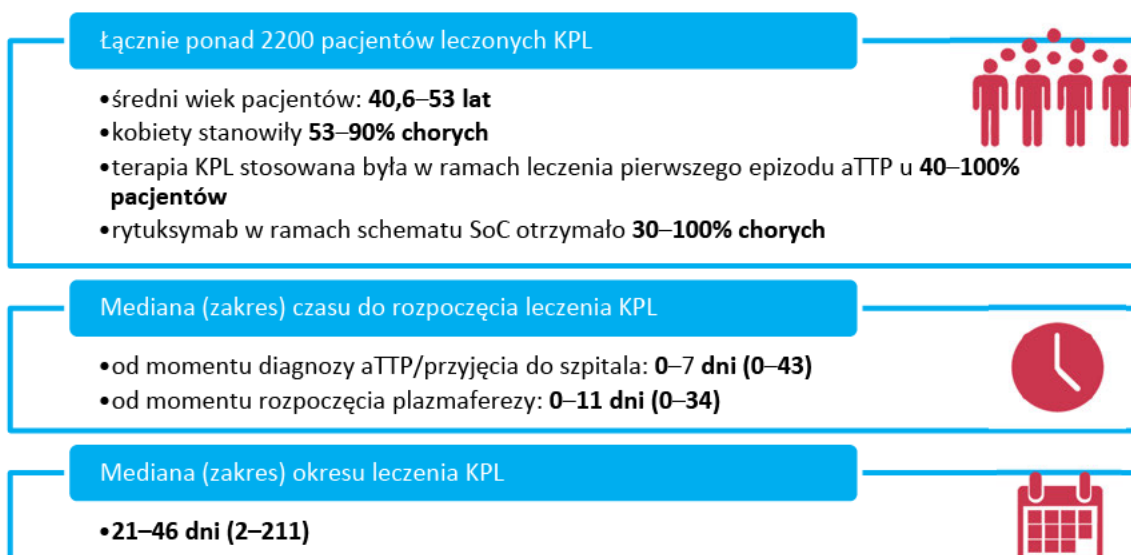 Łącznie ponad 2200 pacjentów leczonych KPL
•średni wiek pacjentów: 40,6–53 lat
•kobiety stanowiły 53–90% chorych
•terapia KPL stosowana była w ramach leczenia pierwszego epizodu aTTP u 40–100%
pacjentów
•rytuksymab w ramach schematu SoC otrzymało 30–100% chorych
Mediana (zakres) czasu do rozpoczęcia leczenia KPL
•od momentu diagnozy aTTP/przyjęcia do szpitala: 0–7 dni (0–43)
•od momentu rozpoczęcia plazmaferezy: 0–11 dni (0–34)
Mediana (zakres) okresu leczenia KPL
•21–46 dni (2–211)